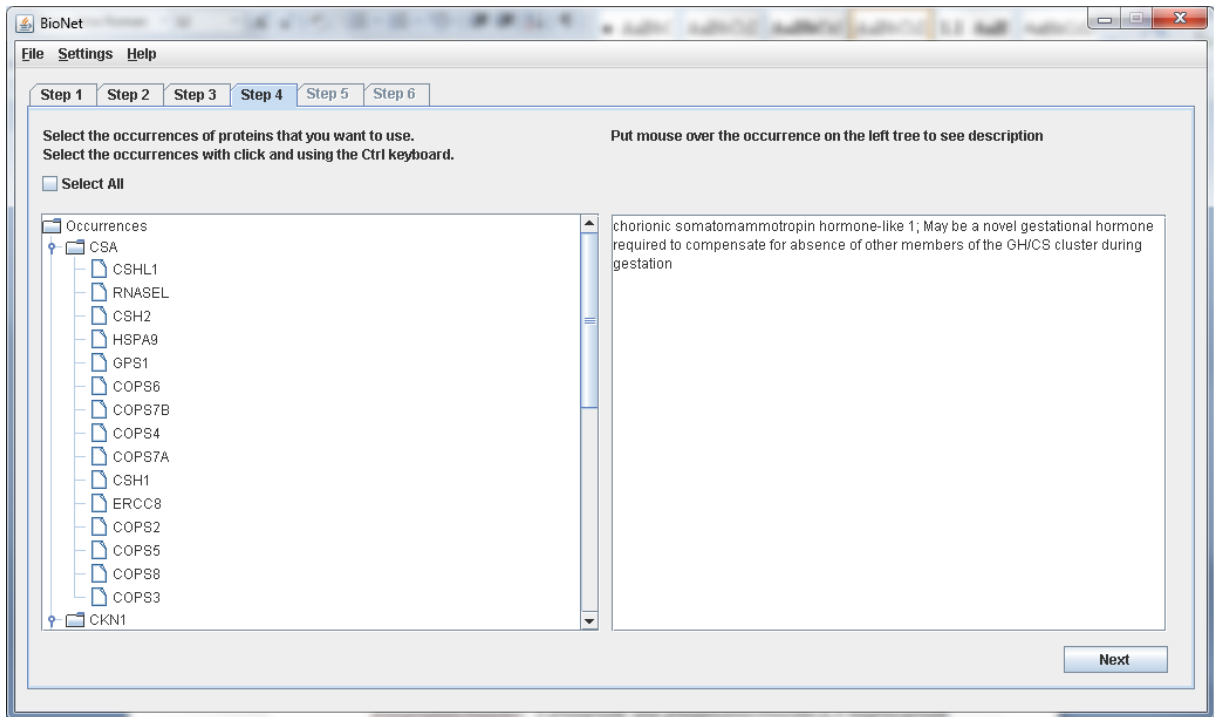 BioNet
File Settings Help
Step 1 Step 2 Step 3 Step 4 Step 5 Step 6
Select the occurrences of proteins that you want to use.
Select the occurrences with click and using the Ctrl keyboard.
Put mouse over the occurrence on the left tree to see description
Select All
Occurrences
CSA
CSHL1
RNASEL
CSH2
HSPA9
GPS1
COPS6
COPS7B
COPS4
COPS7A
CSH1
ERCC8
COPS2
COPS5
COPS8
COPS3
CKN1
chorionic somatomammotropin hormone-like 1; May be a novel gestational hormone
required to compensate for absence of other members of the GH/CS cluster during
gestation
Next